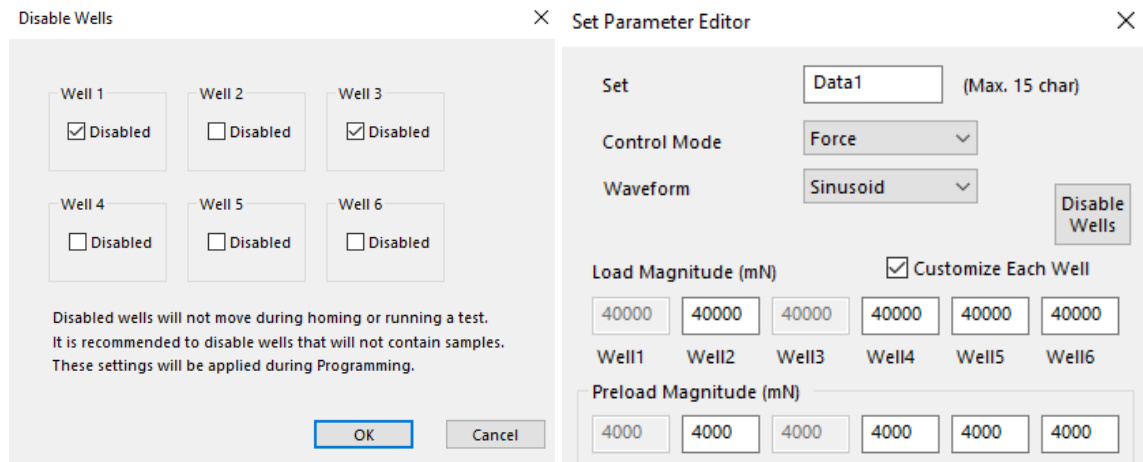 Disable Wells
Well 1
Well 2
Well 3
Disabled
Disabled
Disabled
Well 4
Well 5
Well 6
Disabled
Disabled
Disabled
Disabled wells will not move during homing or running a test.
It is recommended to disable wells that will not contain samples.
These settings will be applied during Programming.
OK
Cancel
Set Parameter Editor
Set
Data1
(Max. 15 char)
Control Mode
Force
Waveform
Sinusoid
Disable
Wells
Load Magnitude (mN)
Customize Each Well
40000 40000 40000 40000 40000 40000
Well1 Well2 Well3 Well4 Well5 Well6
Preload Magnitude (mN)
4000 4000 4000 4000 4000 4000